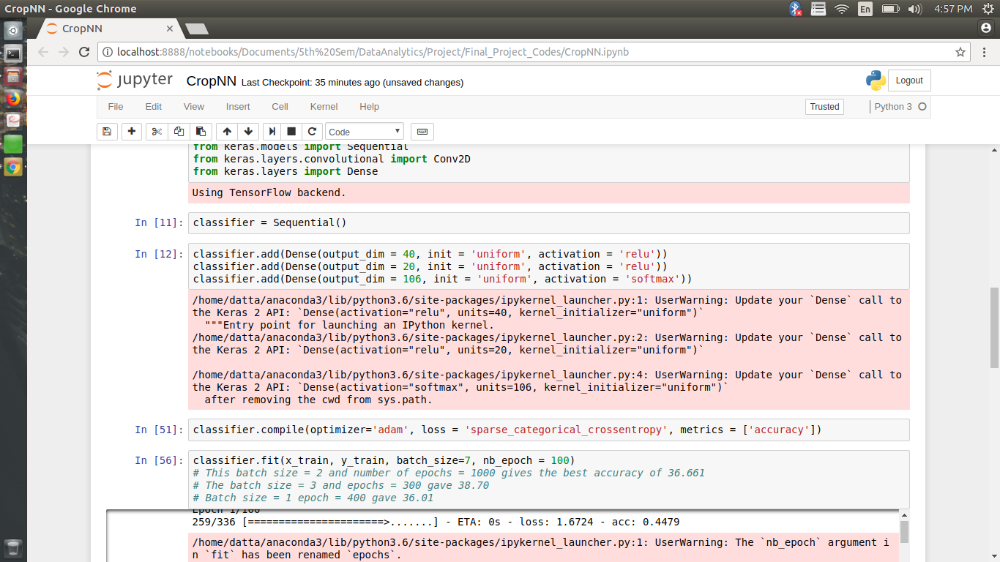 CropNN - Google Chrome
En
4:57 PM
CropNN
localhost:8888/notebooks/Documents/5th%20Sem/DataAnalytics/Project/Final_Project_Codes/CropNN.ipynb
jupyter CropNN Last Checkpoint: 35 minutes ago (unsaved changes)
Logout
File Edit View Insert Cell Kernel Help
Trusted
Python 3
Code
from keras.models import Sequential
from keras.layers.convolutional import Conv2D
from keras.layers import Dense
Using TensorFlow backend.
In [11]: classifier = Sequential()
In [12]: classifier.add(Dense(output_dim = 40, init = 'uniform', activation = 'relu'))
classifier.add(Dense(output_dim = 20, init = 'uniform', activation = 'relu'))
classifier.add(Dense(output_dim = 106, init = 'uniform', activation = 'softmax'))
/home/datta/anaconda3/lib/python3.6/site-packages/ipykernel_launcher.py:1: UserWarning: Update your `Dense` call to
the Keras 2 API: `Dense(activation="relu", units=40, kernel_initializer="uniform")`
"""Entry point for launching an IPython kernel.
/home/datta/anaconda3/lib/python3.6/site-packages/ipykernel_launcher.py:2: UserWarning: Update your `Dense` call to
the Keras 2 API: `Dense(activation="relu", units=20, kernel_initializer="uniform")`
/home/datta/anaconda3/lib/python3.6/site-packages/ipykernel_launcher.py:4: UserWarning: Update your `Dense` call to
the Keras 2 API: `Dense(activation="softmax", units=106, kernel_initializer="uniform")`
after removing the cwd from sys.path.
In [51]: classifier.compile(optimizer='adam', loss = 'sparse_categorical_crossentropy', metrics = ['accuracy'])
In [56]: classifier.fit(x_train, y_train, batch_size=7, nb_epoch = 100)
# This batch size = 2 and number of epochs = 1000 gives the best accuracy of 36.661
# The batch size = 3 and epochs = 300 gave 38.70
# Batch size = 1 epoch = 400 gave 36.01
Epoch 1/100
259/336 [======================>.......] - ETA: 0s - loss: 1.6724 - acc: 0.4479
/home/datta/anaconda3/lib/python3.6/site-packages/ipykernel_launcher.py:1: UserWarning: The `nb_epoch` argument i
n `fit` has been renamed `epochs`.